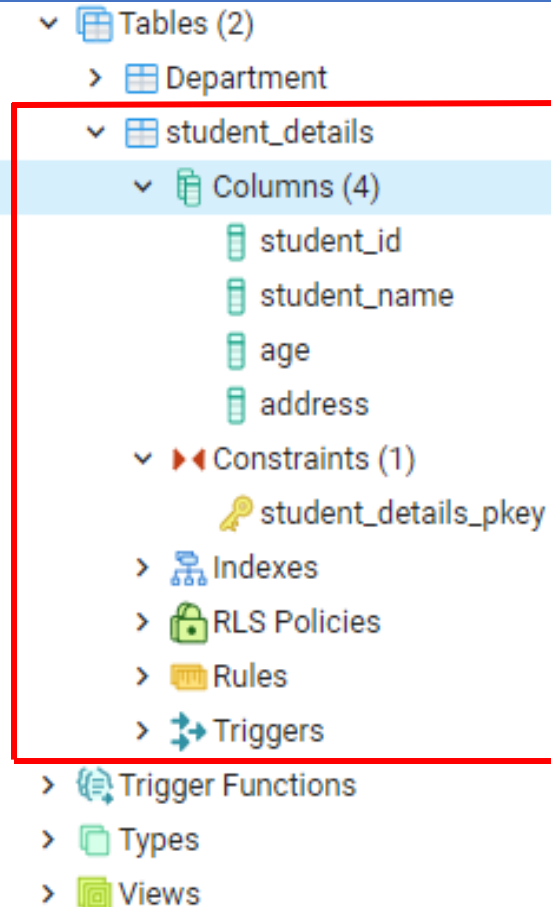 Tables (2)
Department
student_details
Columns (4)
student_id
student_name
age
address
Constraints (1)
student_details_pkey
Indexes
RLS Policies
Rules
Triggers
Trigger Functions
Types
Views